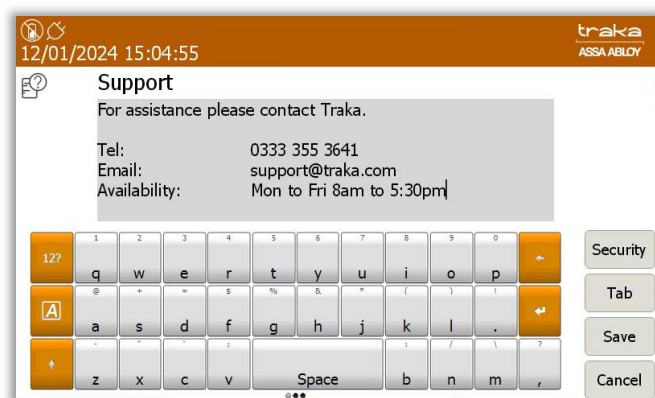 traka
12/01/2024 15:04:55
ASSA ABLOY
Support
For assistance please contact Traka.
Tel: 0333 355 3641
Email: support@traka.com
Availability: Mon to Fri 8am to 5:30pm
1 2 3 4 5 6 7 8 9 0
12? q w e r t y u i o p
Security
@ + = $ % & * ( ) !
A a s d f g h j k l .
Tab
- " ' ; : / \ ?
z x c v Space b n m ,
Save
Cancel